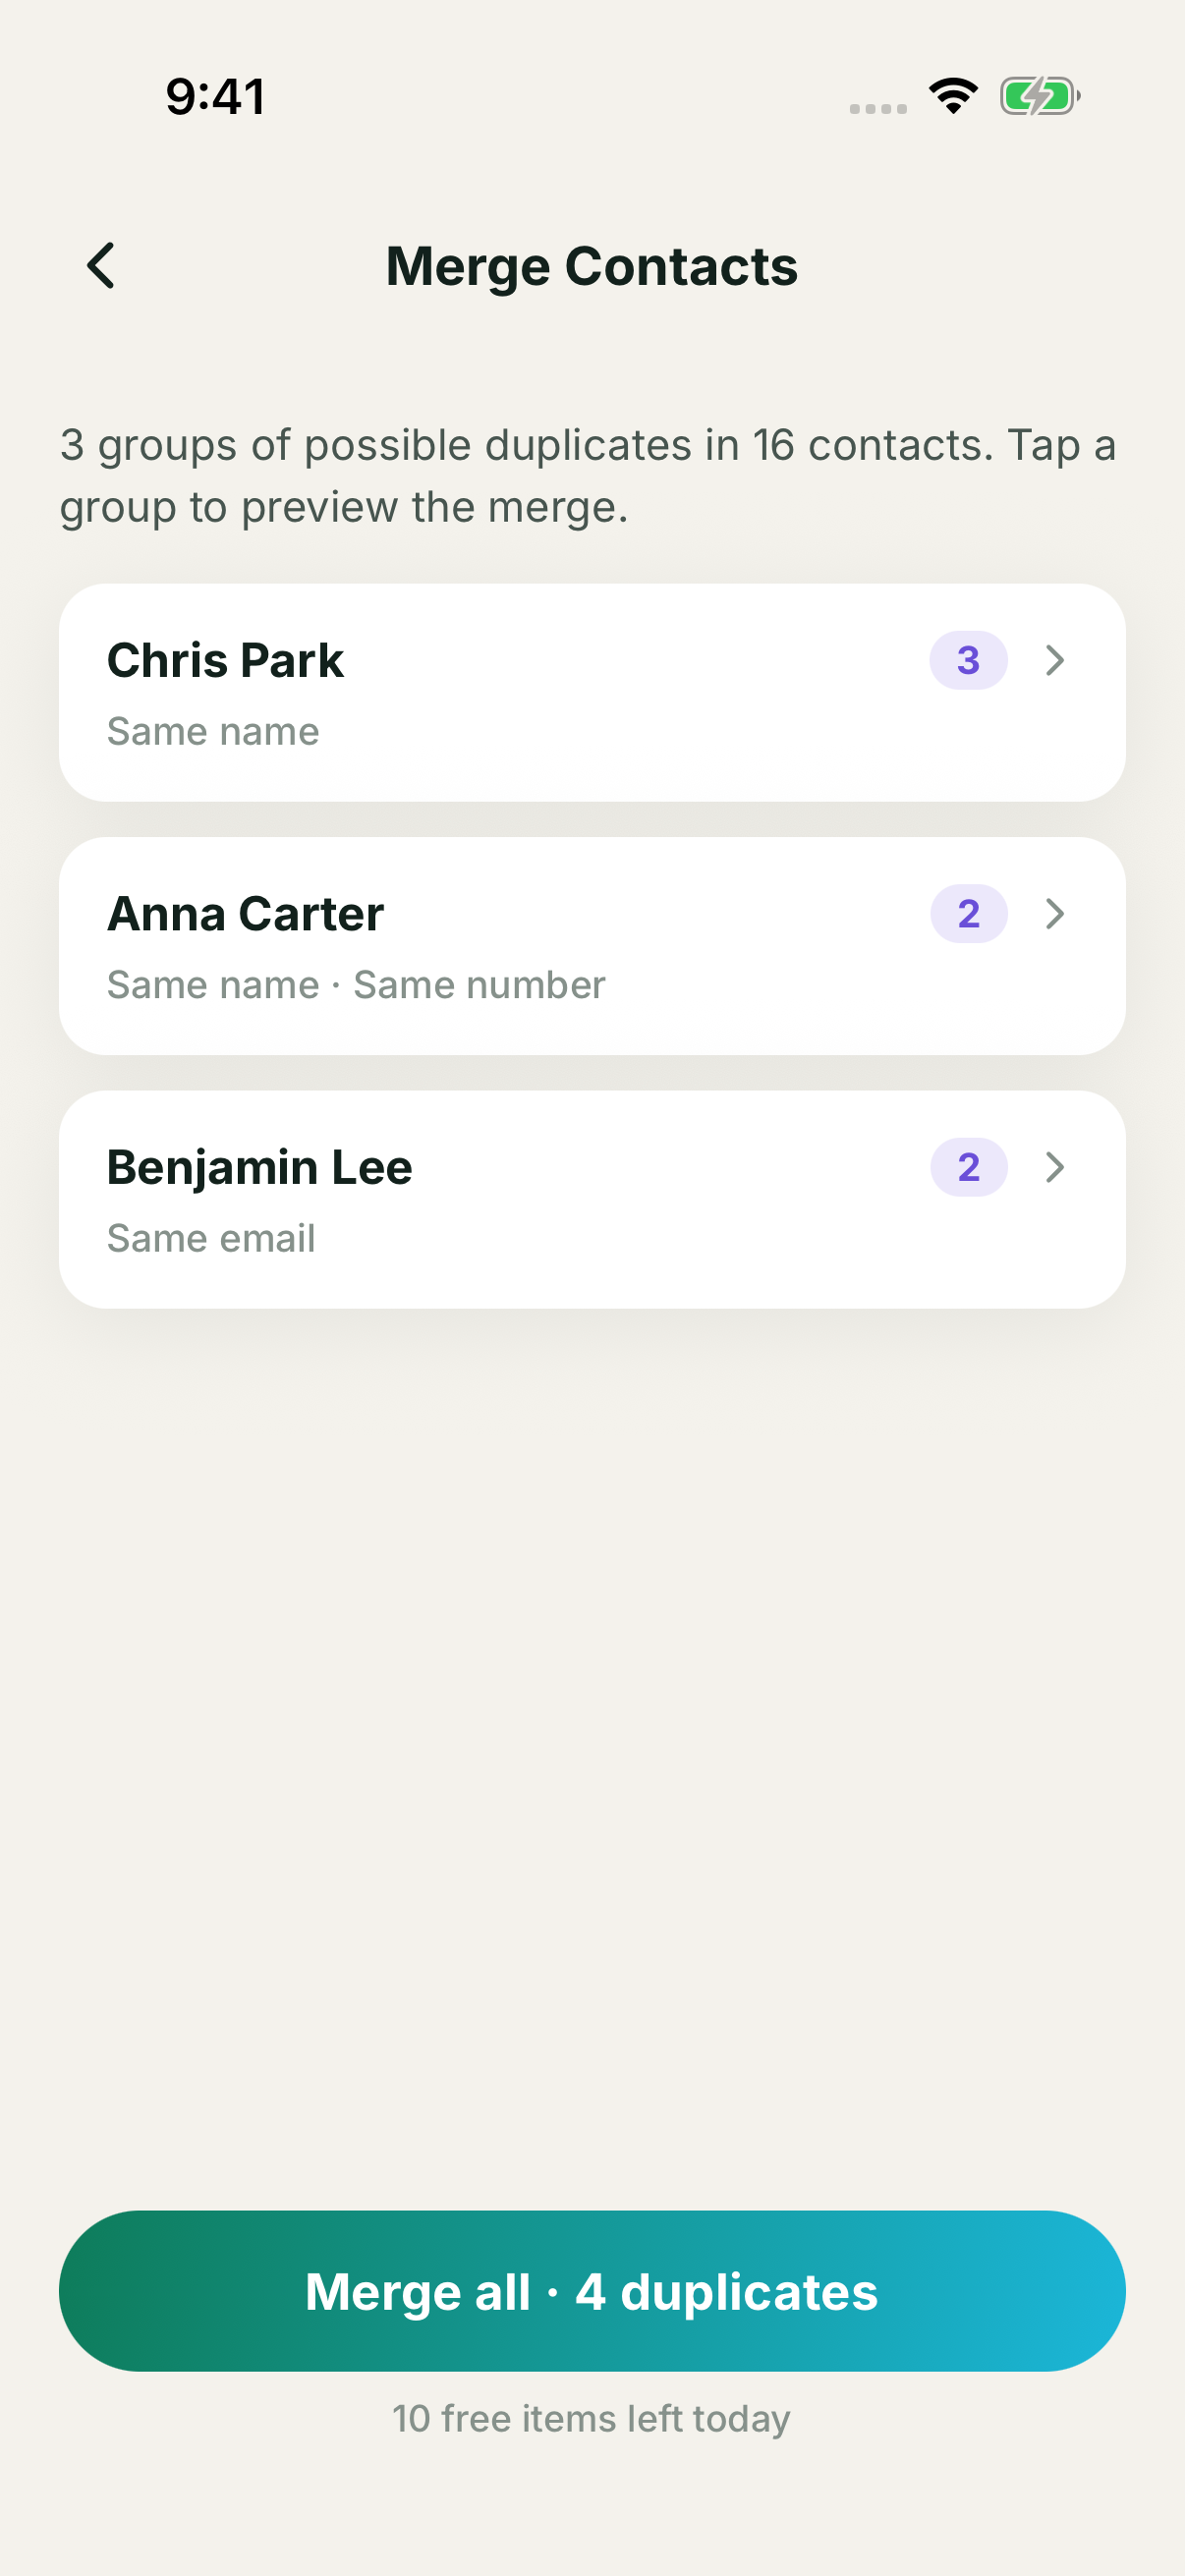 9:41
Merge Contacts
3 groups of possible duplicates in 16 contacts. Tap a
group to preview the merge.
Chris Park
3
Same name
Anna Carter
2
Same name · Same number
Benjamin Lee
2
Same email
Merge all · 4 duplicates
10 free items left today